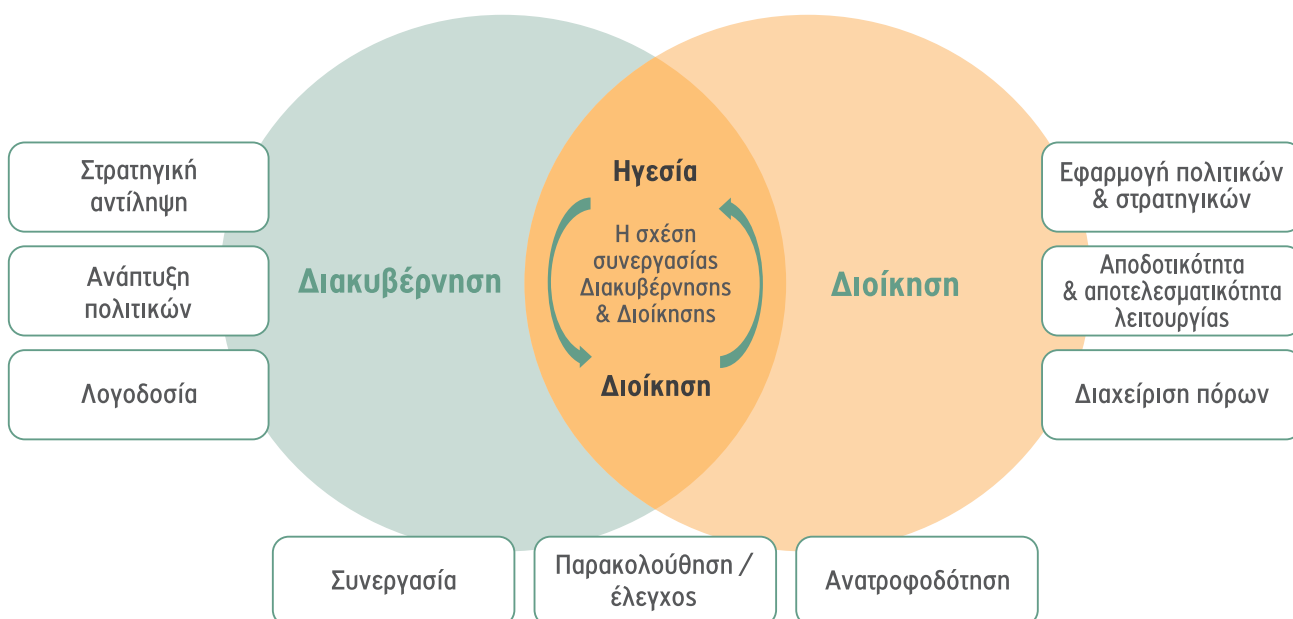 Στρατηγική
αντίληψη
Ανάπτυξη
πολιτικών
Λογοδοσία
Διακυβέρνηση
Ηγεσία
Η σχέση
συνεργασίας
Διακυβέρνησης
& Διοίκησης
Διοίκηση
Διοίκηση
Εφαρμογή πολιτικών
& στρατηγικών
Αποδοτικότητα
& αποτελεσματικότητα
λειτουργίας
Διαχείριση πόρων
Συνεργασία
Παρακολούθηση /
έλεγχος
Ανατροφοδότηση